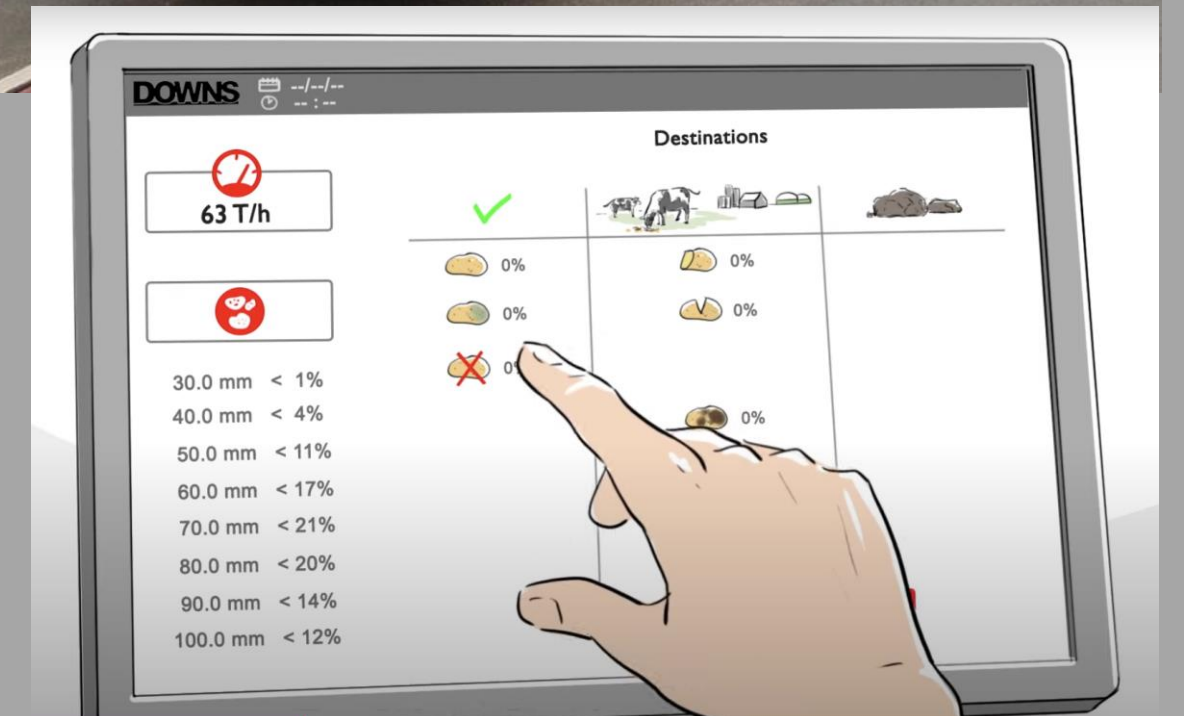 DOWNS
--/--/--
-- : --
Destinations
63 T/h
0%
0%
0%
0%
0%
30.0 mm < 1%
40.0 mm < 4%
50.0 mm < 11%
60.0 mm < 17%
70.0 mm < 21%
80.0 mm < 20%
90.0 mm < 14%
100.0 mm < 12%